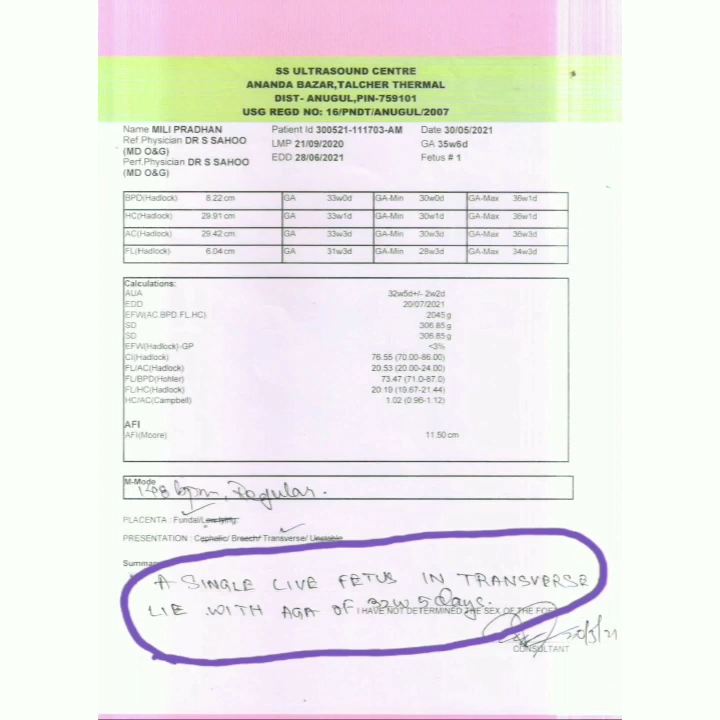 SS ULTRASOUND CENTRE
ANANDA BAZAR,TALCHER THERMAL
DIST- ANUGUL,PIN-759101
USG REGD NO: 16/PNDT/ANUGUL/2007
Name MILI PRADHAN Patient Id 300521-111703-AM Date 30/05/2021
Ref Physician DR S SAHOO LMP 21/09/2020 GA 35w6d
(MD O&G)
Perf.Physician DR S SAHOO EDD 28/06/2021 Fetus # 1
(MD O&G)
BPD(Hadlock) 8.22 cm GA 33w0d GA-Min 30w0d GA-Max 36w1d
HC(Hadlock) 29.91 cm GA 33w1d GA-Min 30w1d GA-Max 36w1d
AC(Hadlock) 29.42 cm GA 33w3d GA-Min 30w3d GA-Max 36w3d
FL(Hadlock) 6.04 cm GA 31w3d GA-Min 28w3d GA-Max 34w3d
Calculations:
AUA 32w5d+/- 2w2d
EDD 20/07/2021
EFW(AC.BPD.FL.HC) 2045 g
SD 306.85 g
SD 306.85 g
EFW(Hadlock)-GP <3%
CI(Hadlock) 76.55 (70.00-86.00)
FL/AC(Hadlock) 20.53 (20.00-24.00)
FL/BPD(Hohler) 73.47 (71.0-87.0)
FL/HC(Hadlock) 20.19 (19.67-21.44)
HC/AC(Campbell) 1.02 (0.96-1.12)
AFI
AFI(Moore) 11.50 cm
M-Mode
148 bpm, Regular.
PLACENTA : Fundal/Low lying.
PRESENTATION : Cephalic/ Breech/ Transverse/ Unstable
Summary
A SINGLE LIVE FETUS IN TRANSVERSE
LIE WITH AGA OF 32W 5 days.
I HAVE NOT DETERMINED THE SEX OF THE FOE
30/5/21
CONSULTANT